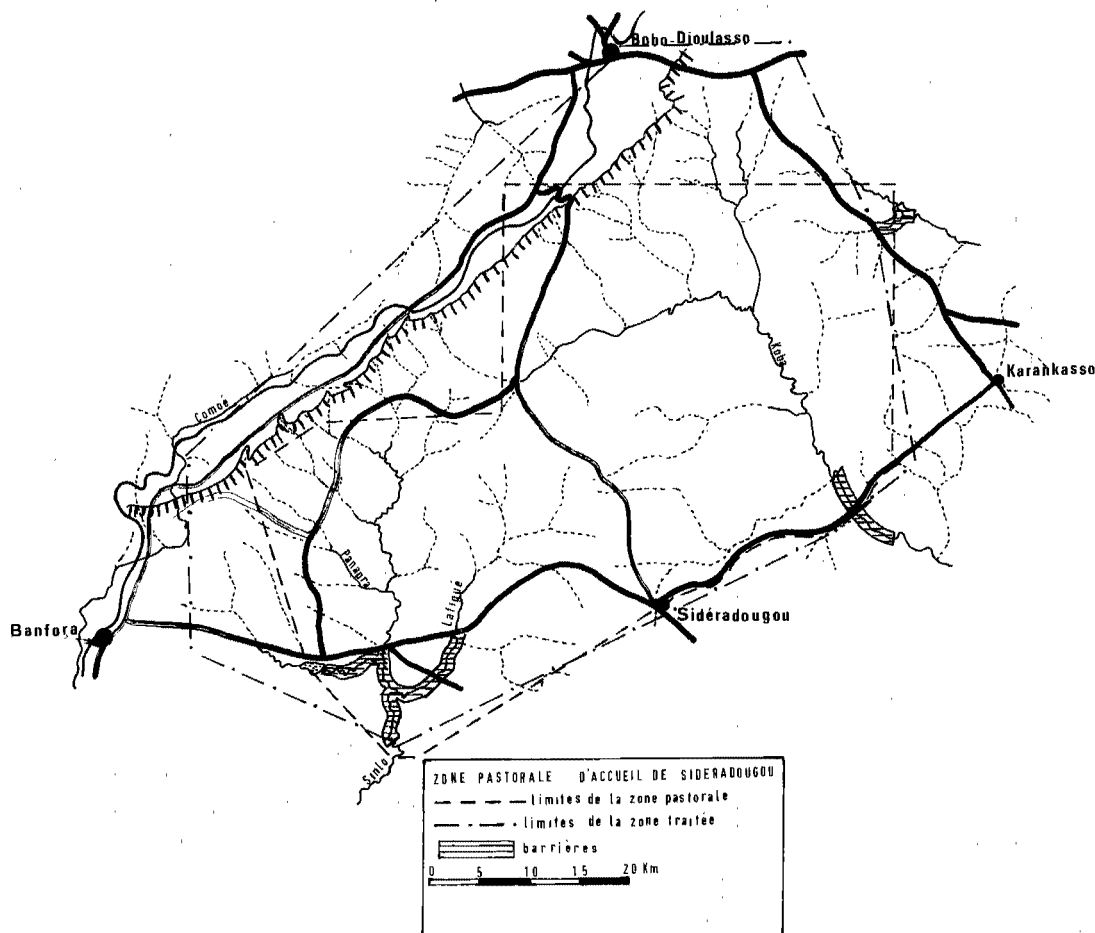 Bobo-Dioulasso
Koba
Karankasso
Comoe
Panapra
Lafigue
Banfora
Sidéradougou
Sinlo
ZONE PASTORALE D'ACCUEIL DE SIDERADOUGOU
limites de la zone pastorale
limites de la zone traitée
barrières
0 5 10 15 20 Km